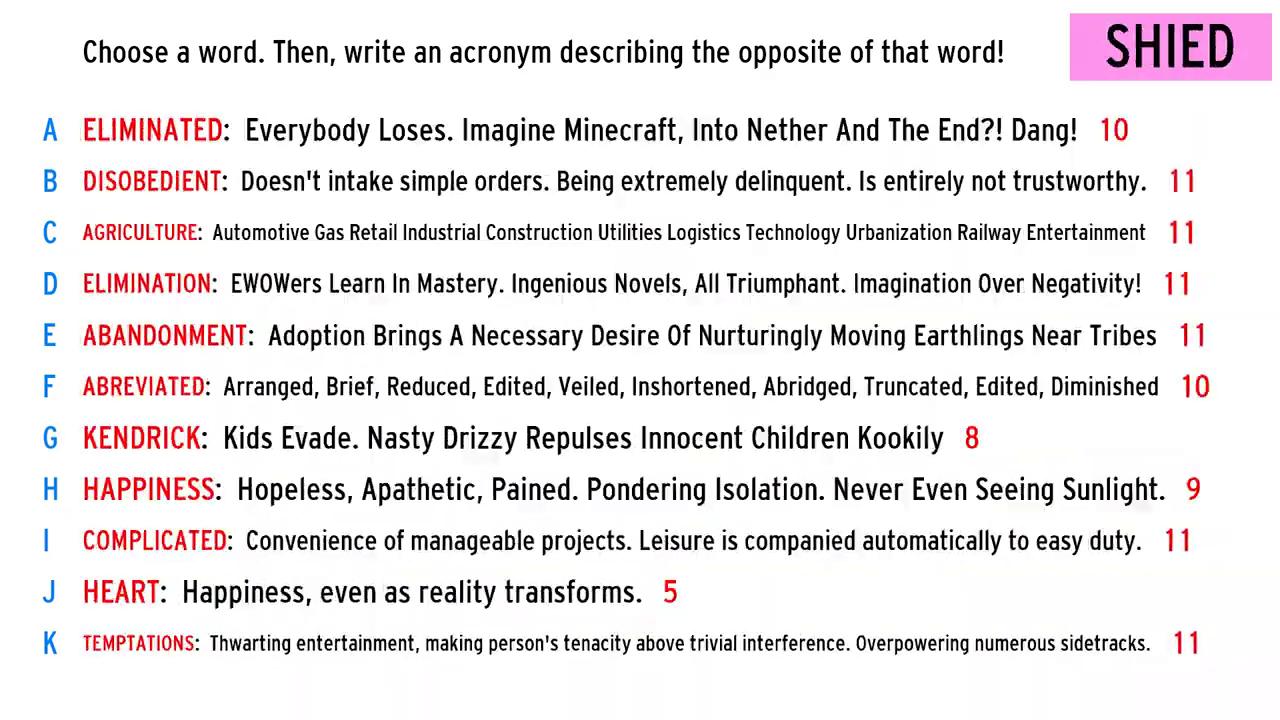 Choose a word. Then, write an acronym describing the opposite of that word!
SHIED
A ELIMINATED: Everybody Loses. Imagine Minecraft, Into Nether And The End?! Dang! 10
B DISOBEDIENT: Doesn't intake simple orders. Being extremely delinquent. Is entirely not trustworthy. 11
C AGRICULTURE: Automotive Gas Retail Industrial Construction Utilities Logistics Technology Urbanization Railway Entertainment 11
D ELIMINATION: EWOWers Learn In Mastery. Ingenious Novels, All Triumphant. Imagination Over Negativity! 11
E ABANDONMENT: Adoption Brings A Necessary Desire Of Nurturingly Moving Earthlings Near Tribes 11
F ABREVIATED: Arranged, Brief, Reduced, Edited, Veiled, Inshortened, Abridged, Truncated, Edited, Diminished 10
G KENDRICK: Kids Evade. Nasty Drizzy Repulses Innocent Children Kookily 8
H HAPPINESS: Hopeless, Apathetic, Pained. Pondering Isolation. Never Even Seeing Sunlight. 9
I COMPLICATED: Convenience of manageable projects. Leisure is companied automatically to easy duty. 11
J HEART: Happiness, even as reality transforms. 5
K TEMPTATIONS: Thwarting entertainment, making person's tenacity above trivial interference. Overpowering numerous sidetracks. 11